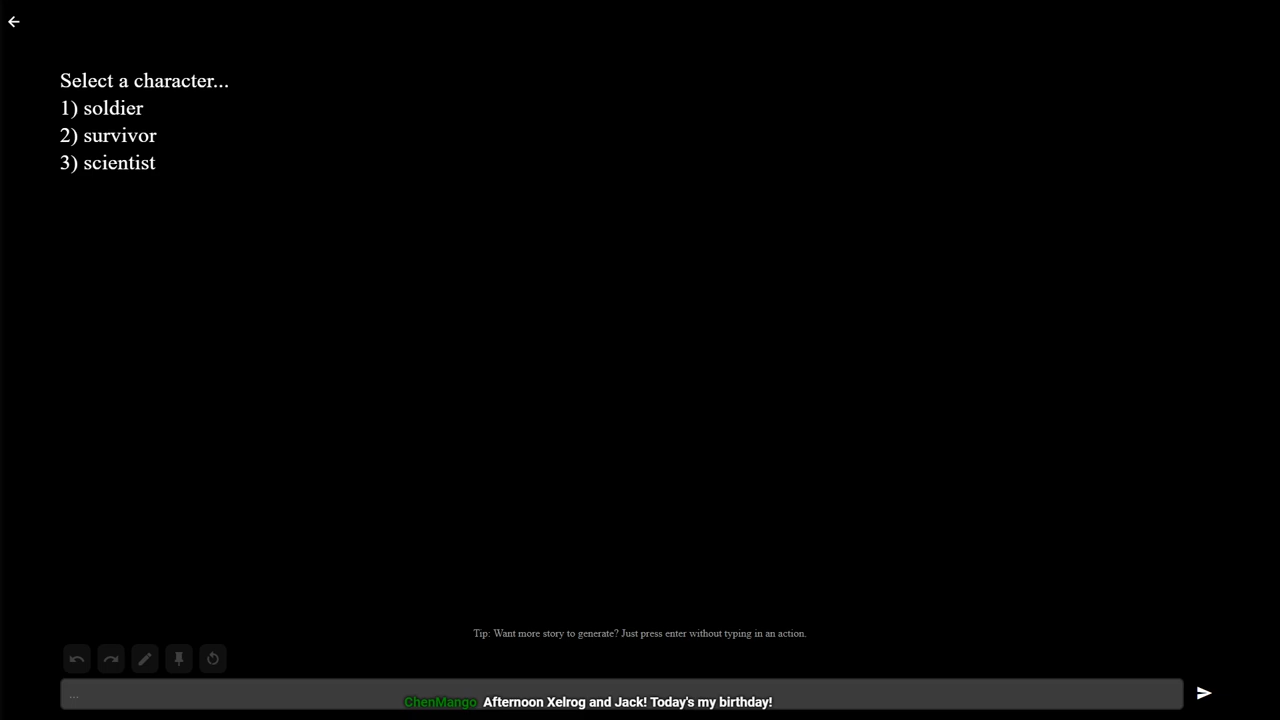 Select a character...
1) soldier
2) survivor
3) scientist
Tip: Want more story to generate? Just press enter without typing in an action.
...
ChenMango Afternoon Xelrog and Jack! Today's my birthday!